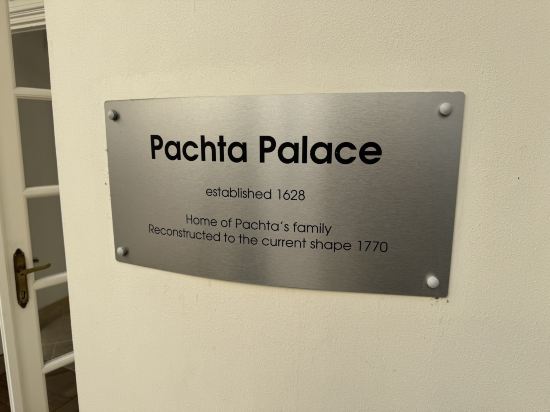 Pachta Palace
established 1628
Home of Pachta's family
Reconstructed to the current shape 1770